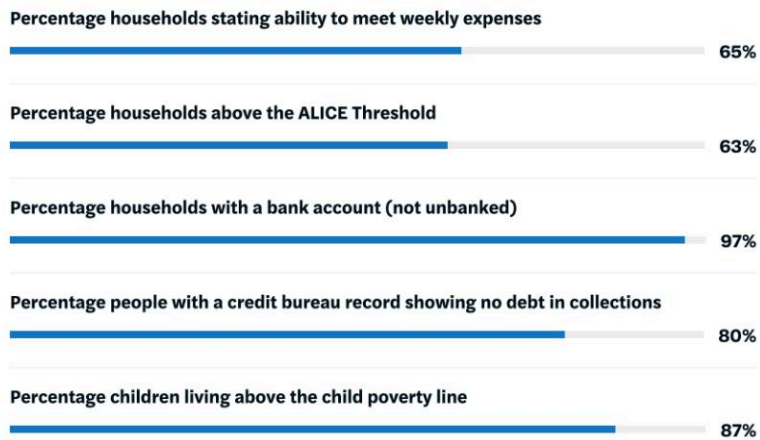 Percentage households stating ability to meet weekly expenses
65%
Percentage households above the ALICE Threshold
63%
Percentage households with a bank account (not unbanked)
97%
Percentage people with a credit bureau record showing no debt in collections
80%
Percentage children living above the child poverty line
87%